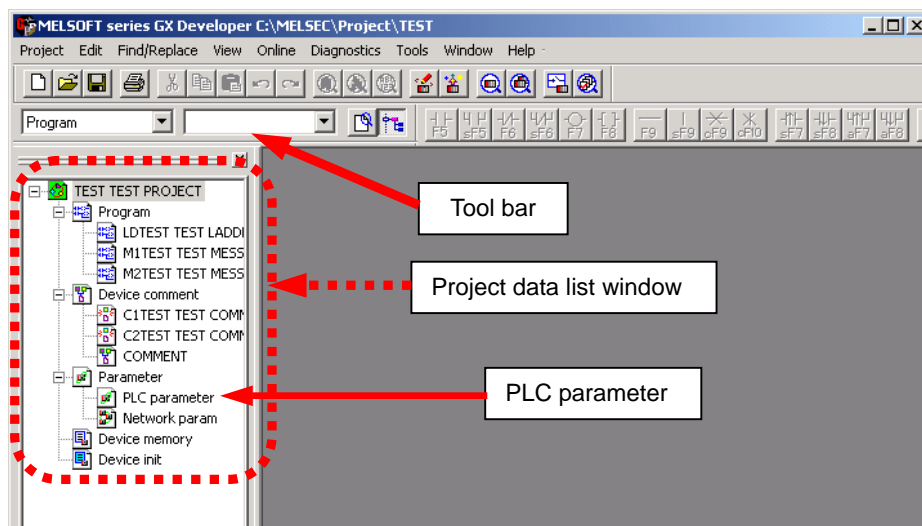 MELSOFT series GX Developer C:\MELSEC\Project\TEST
Project Edit Find/Replace View Online Diagnostics Tools Window Help
Program
F5 sF5 F6 sF6 F7 F8 F9 sF9 cF9 cF10 sF7 sF8 aF7 aF8
TEST TEST PROJECT
Program
LDTEST TEST LADDI
M1TEST TEST MESS
M2TEST TEST MESS
Device comment
C1TEST TEST COMM
C2TEST TEST COMM
COMMENT
Parameter
PLC parameter
Network param
Device memory
Device init
Tool bar
Project data list window
PLC parameter